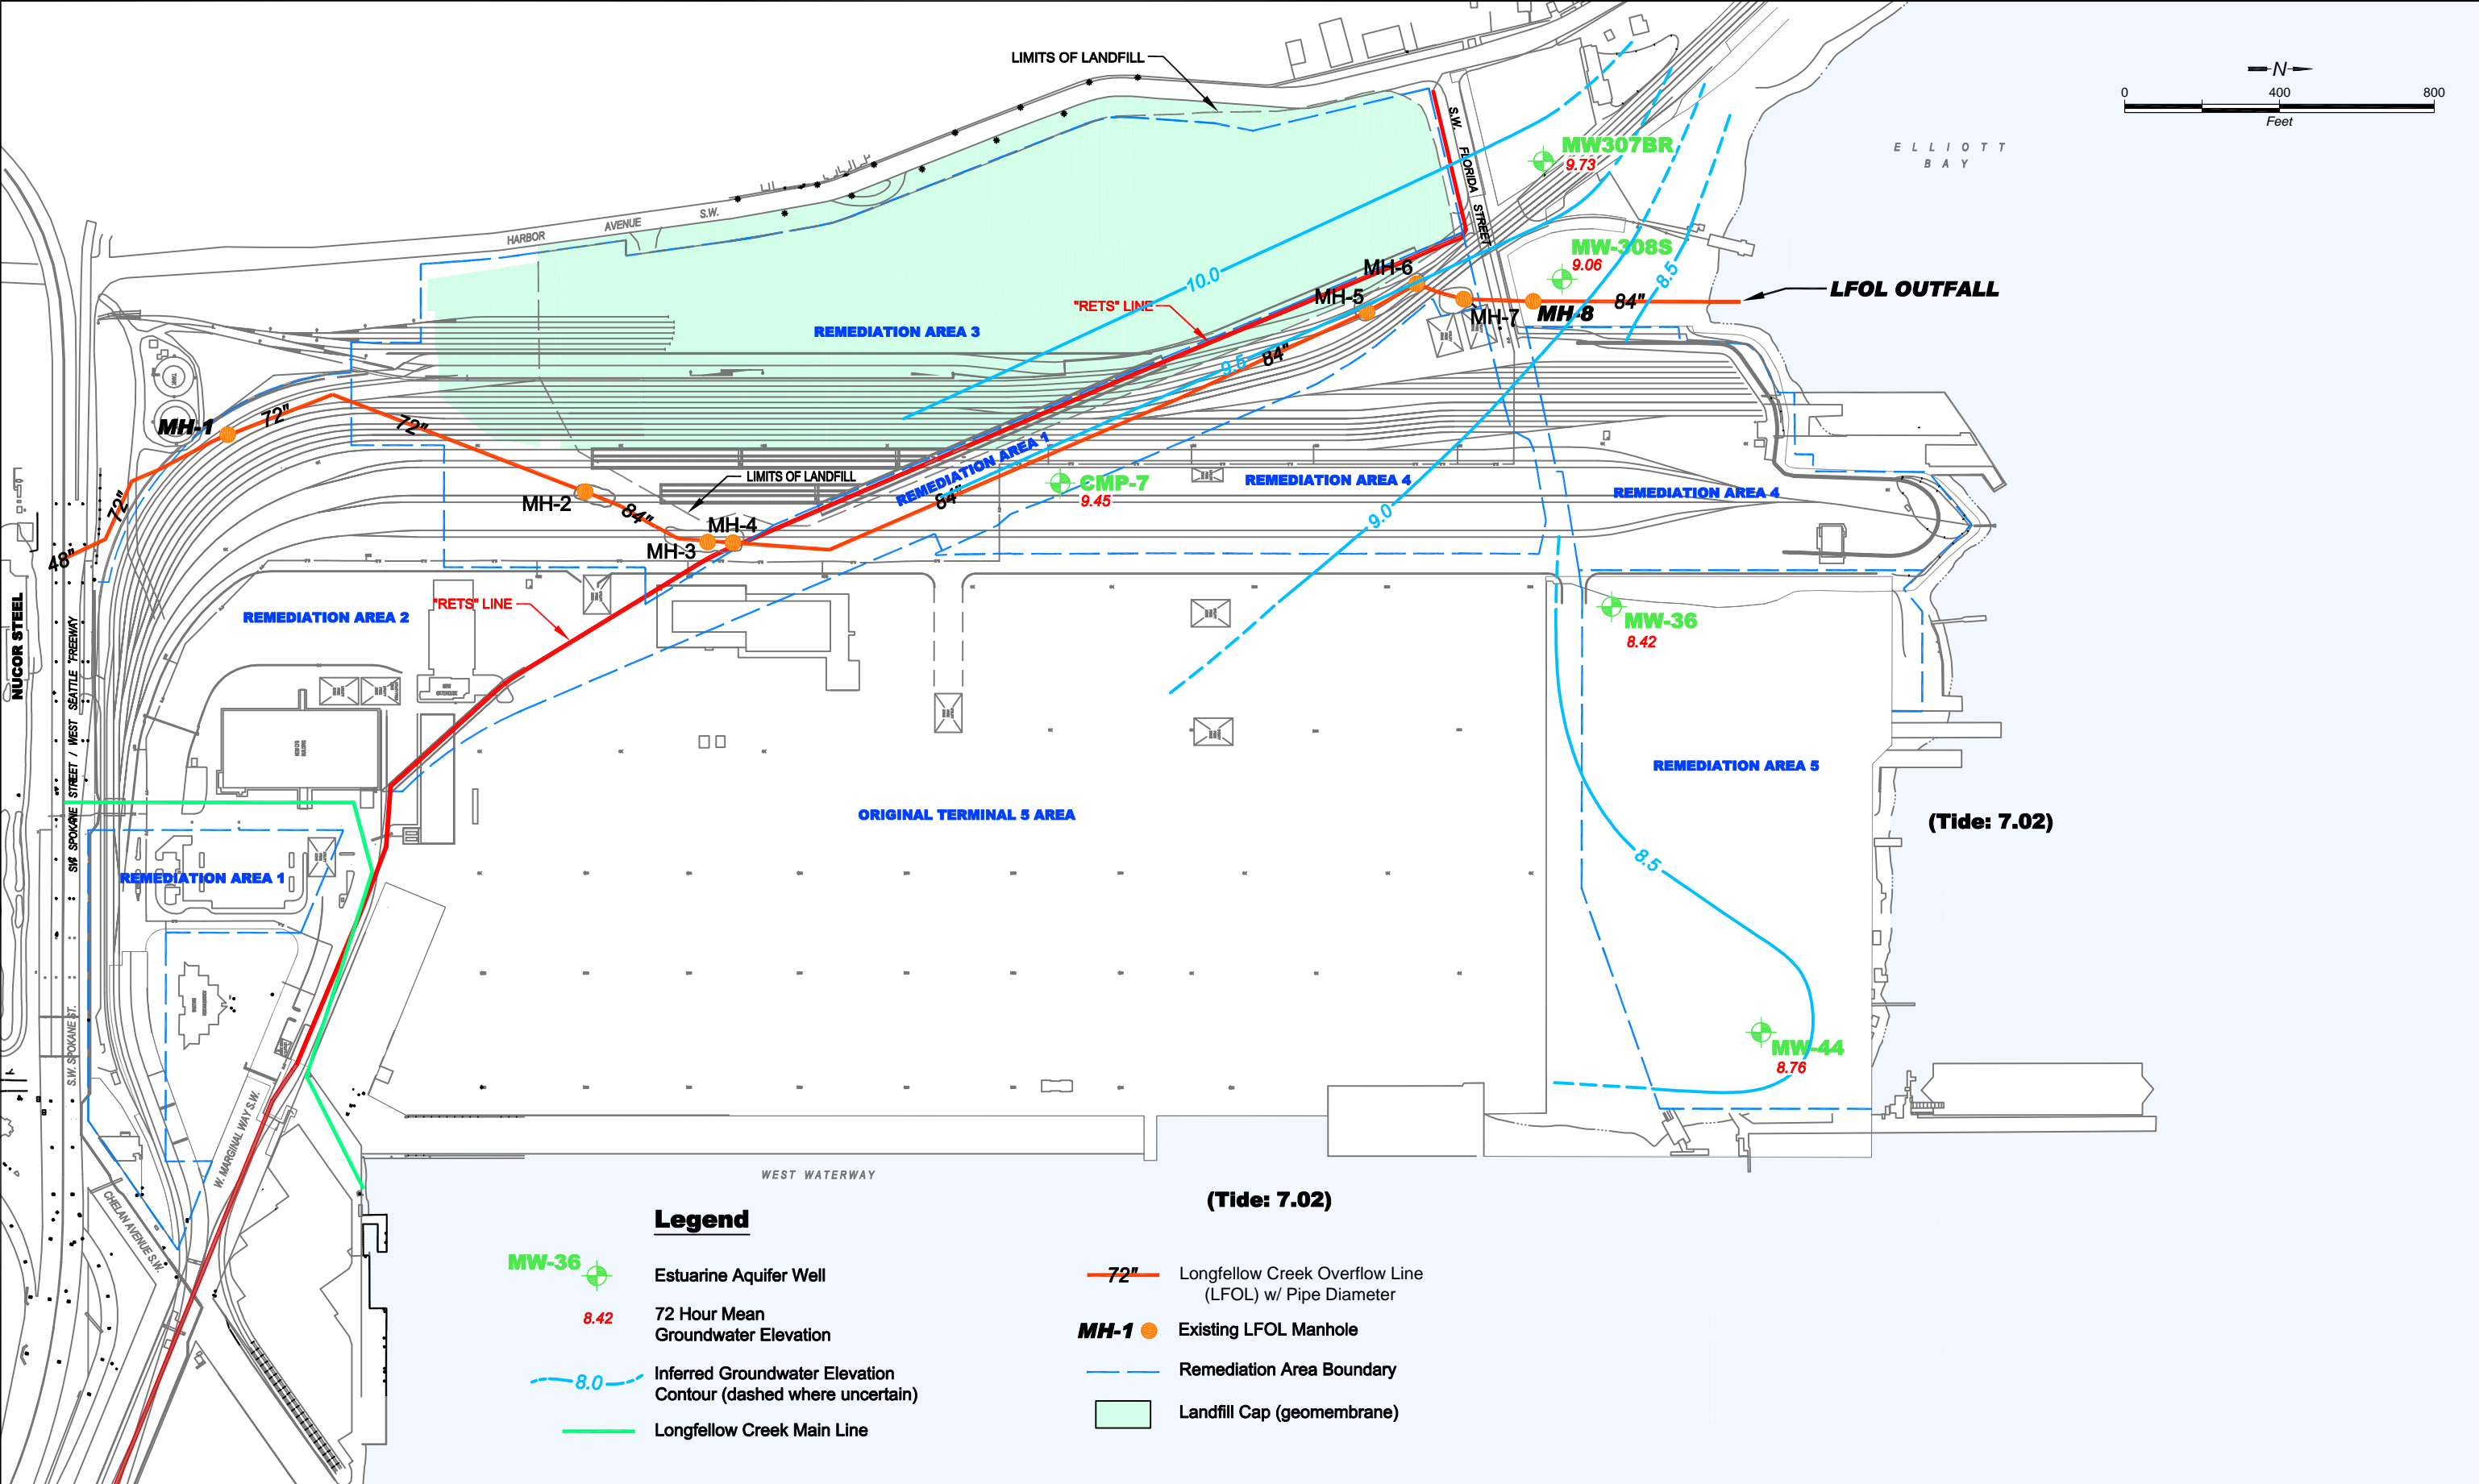 LIMITS OF LANDFILL
N
0 400 800
Feet
E L L I O T T
B A Y
S.W. FLORIDA STREET
MW307BR
9.73
HARBOR AVENUE S.W.
MW-308S
9.06
8.5
10.0
MH-6
MH-5
"RETS" LINE
84"
LFOL OUTFALL
MH-7
MH-8
REMEDIATION AREA 3
9.5
84"
TANK
MH-1
72"
72"
REMEDIATION AREA 1
LIMITS OF LANDFILL
CMP-7
9.45
REMEDIATION AREA 4
REMEDIATION AREA 4
MH-2
72"
84"
84"
MH-4
MH-3
9.0
48"
NUCOR STEEL
"RETS" LINE
REMEDIATION AREA 2
MW-36
8.42
S.W. SPOKANE STREET / WEST SEATTLE FREEWAY
REMEDIATION AREA 5
ORIGINAL TERMINAL 5 AREA
(Tide: 7.02)
8.5
REMEDIATION AREA 1
S.W. SPOKANE ST.
MW-44
8.76
W. MARGINAL WAY S.W.
CHELAN AVENUE S.W.
WEST WATERWAY
(Tide: 7.02)
Legend
MW-36
Estuarine Aquifer Well
8.42
72 Hour Mean
Groundwater Elevation
8.0
Inferred Groundwater Elevation
Contour (dashed where uncertain)
Longfellow Creek Main Line
72"
Longfellow Creek Overflow Line
(LFOL) w/ Pipe Diameter
MH-1
Existing LFOL Manhole
Remediation Area Boundary
Landfill Cap (geomembrane)